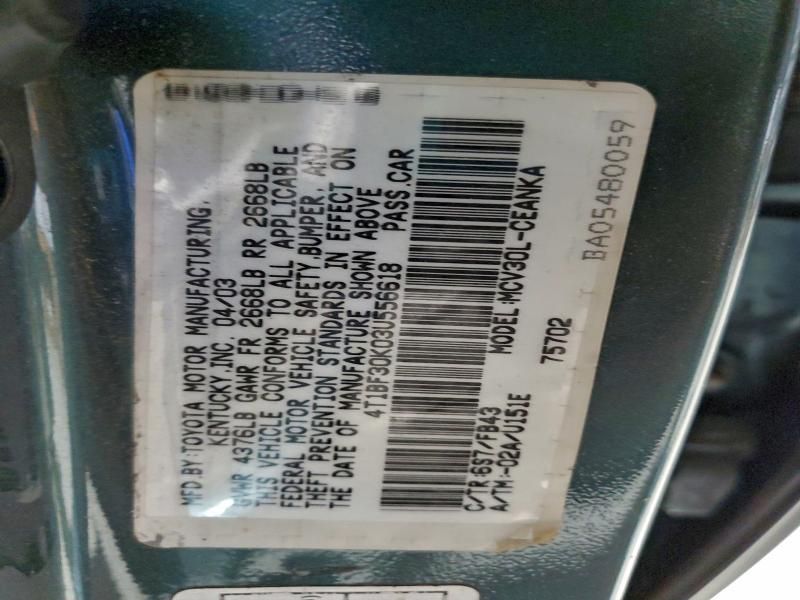 MFD.BY:TOYOTA MOTOR MANUFACTURING,
KENTUCKY,INC. 04/03
GVWR 4376LB GAWR FR 2668LB RR 2668LB
THIS VEHICLE CONFORMS TO ALL APPLICABLE
FEDERAL MOTOR VEHICLE SAFETY,BUMPER, AND
THEFT PREVENTION STANDARDS IN EFFECT ON
THE DATE OF MANUFACTURE SHOWN ABOVE
4T1BF30K03U556618 PASS.CAR
C/TR:6S7/FB43 MODEL:MCV30L-CEANKA
A/TM:-02A/U151E 75702
BA05480059